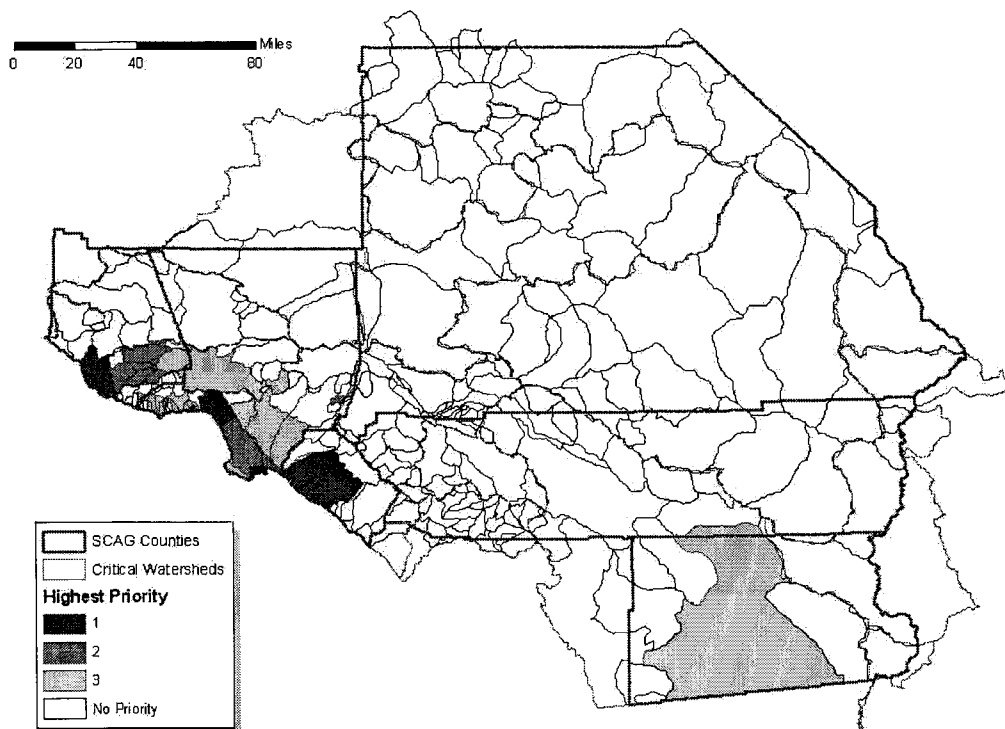 Miles
0 20 40 80
SCAG Counties
Critical Watersheds
Highest Priority
1
2
3
No Priority